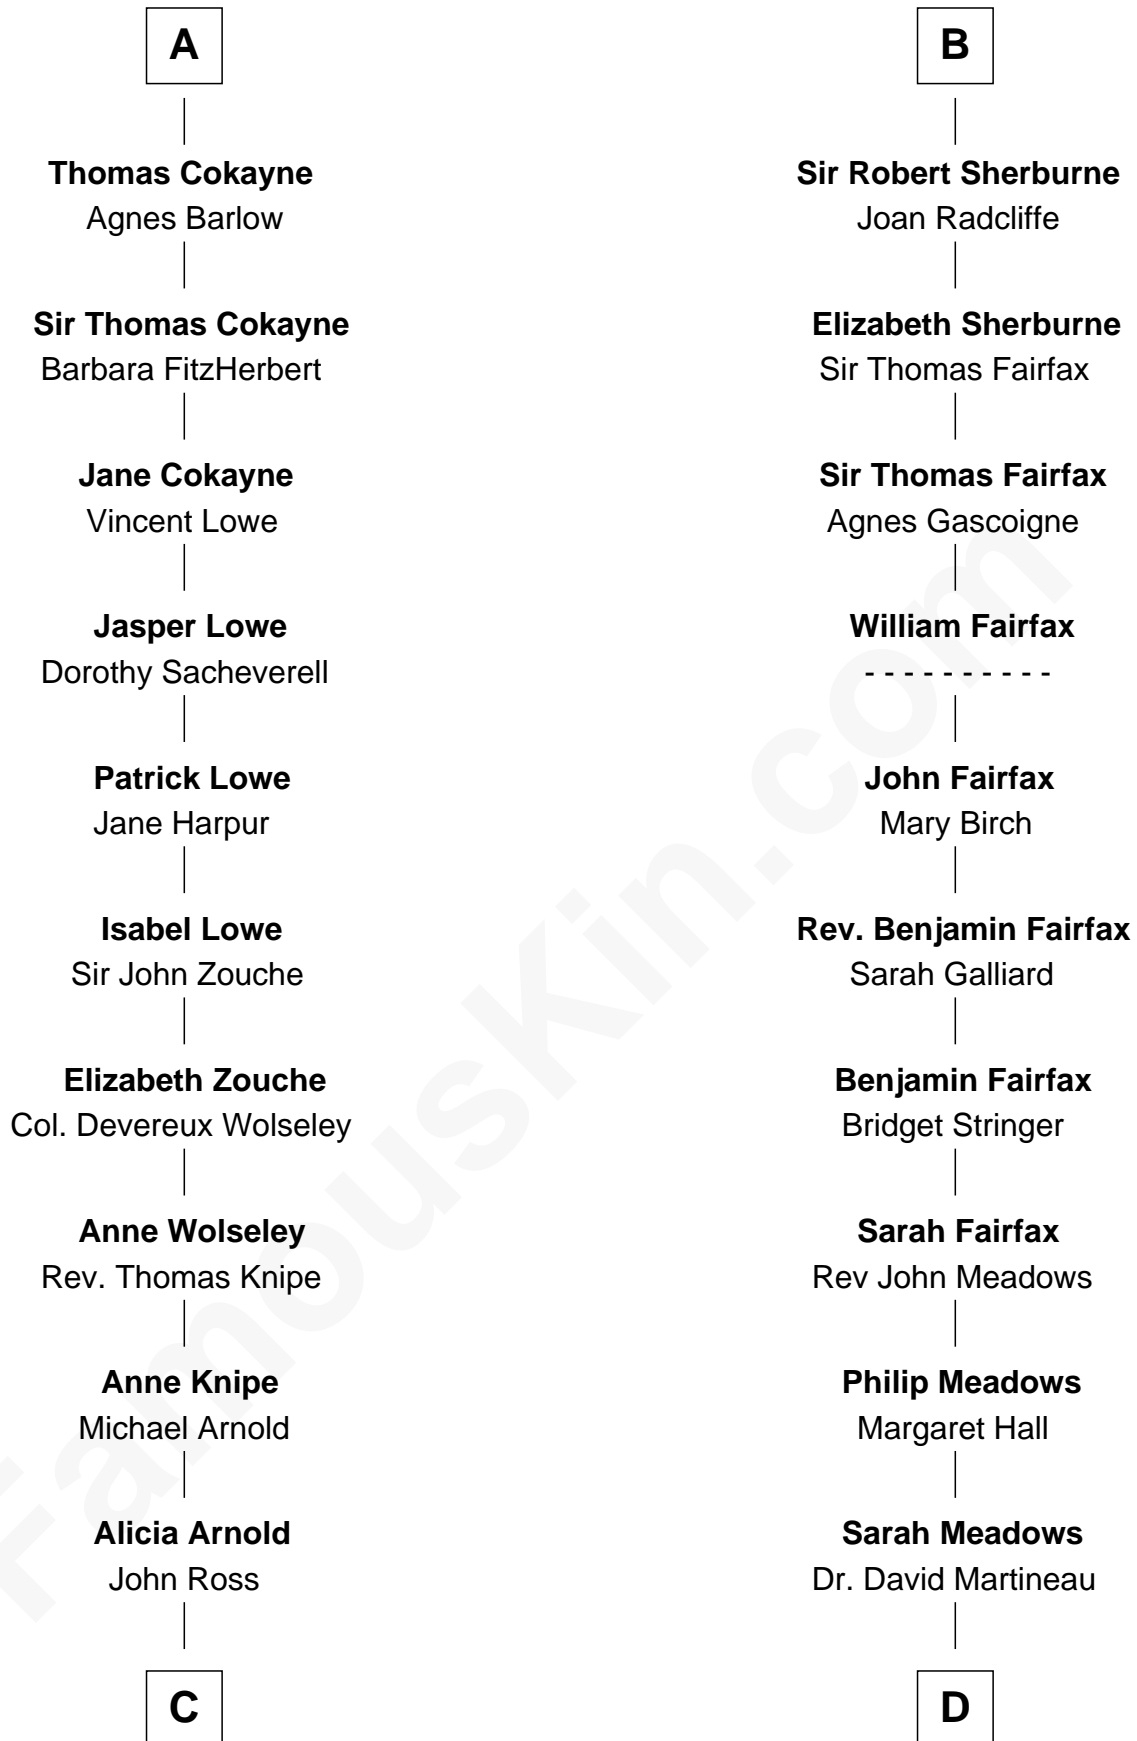 A
Thomas Cokayne
Agnes Barlow
Sir Thomas Cokayne
Barbara FitzHerbert
Jane Cokayne
Vincent Lowe
Jasper Lowe
Dorothy Sacheverell
Patrick Lowe
Jane Harpur
Isabel Lowe
Sir John Zouche
Elizabeth Zouche
Col. Devereux Wolseley
Anne Wolseley
Rev. Thomas Knipe
Anne Knipe
Michael Arnold
Alicia Arnold
John Ross
C
B
Sir Robert Sherburne
Joan Radcliffe
Elizabeth Sherburne
Sir Thomas Fairfax
Sir Thomas Fairfax
Agnes Gascoigne
William Fairfax
- - - - - - - - - -
John Fairfax
Mary Birch
Rev. Benjamin Fairfax
Sarah Galliard
Benjamin Fairfax
Bridget Stringer
Sarah Fairfax
Rev John Meadows
Philip Meadows
Margaret Hall
Sarah Meadows
Dr. David Martineau
D
FamousKin.com